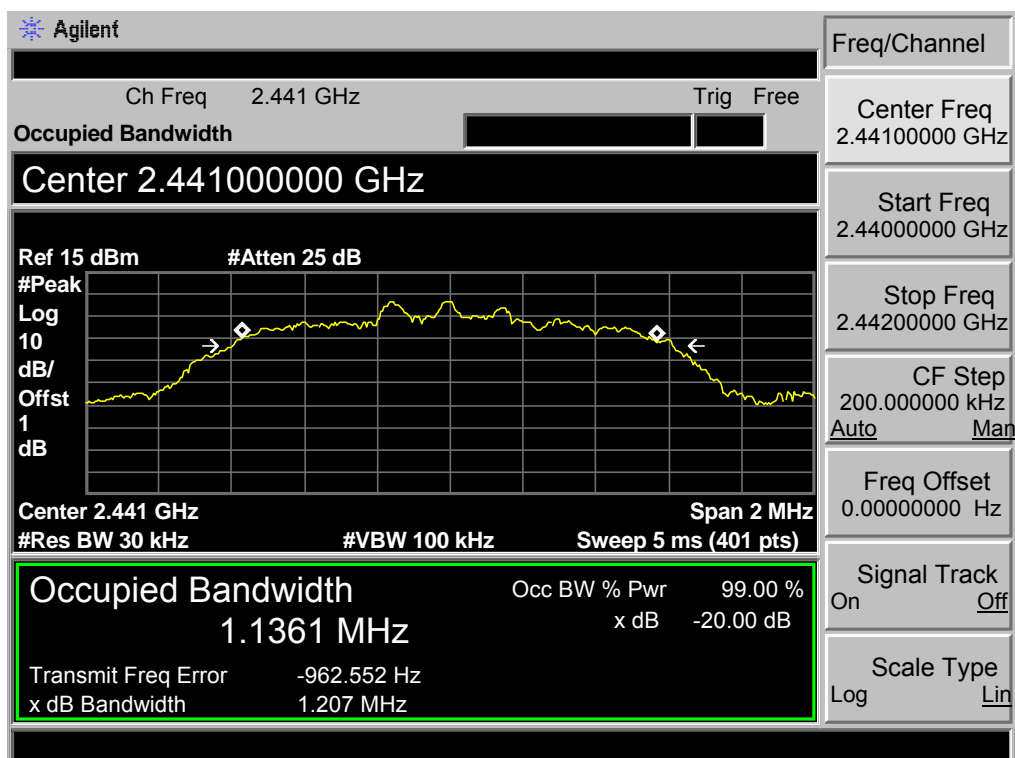 Agilent
Freq/Channel
Ch Freq 2.441 GHz Trig Free
Occupied Bandwidth
Center 2.441000000 GHz
Ref 15 dBm #Atten 25 dB
#Peak
Log
10
dB/
Offst
1
dB
Center 2.441 GHz Span 2 MHz
#Res BW 30 kHz #VBW 100 kHz Sweep 5 ms (401 pts)
Occupied Bandwidth Occ BW % Pwr 99.00 %
1.1361 MHz x dB -20.00 dB
Transmit Freq Error -962.552 Hz
x dB Bandwidth 1.207 MHz
Center Freq
2.44100000 GHz
Start Freq
2.44000000 GHz
Stop Freq
2.44200000 GHz
CF Step
200.000000 kHz
Auto Man
Freq Offset
0.00000000 Hz
Signal Track
On Off
Scale Type
Log Lin